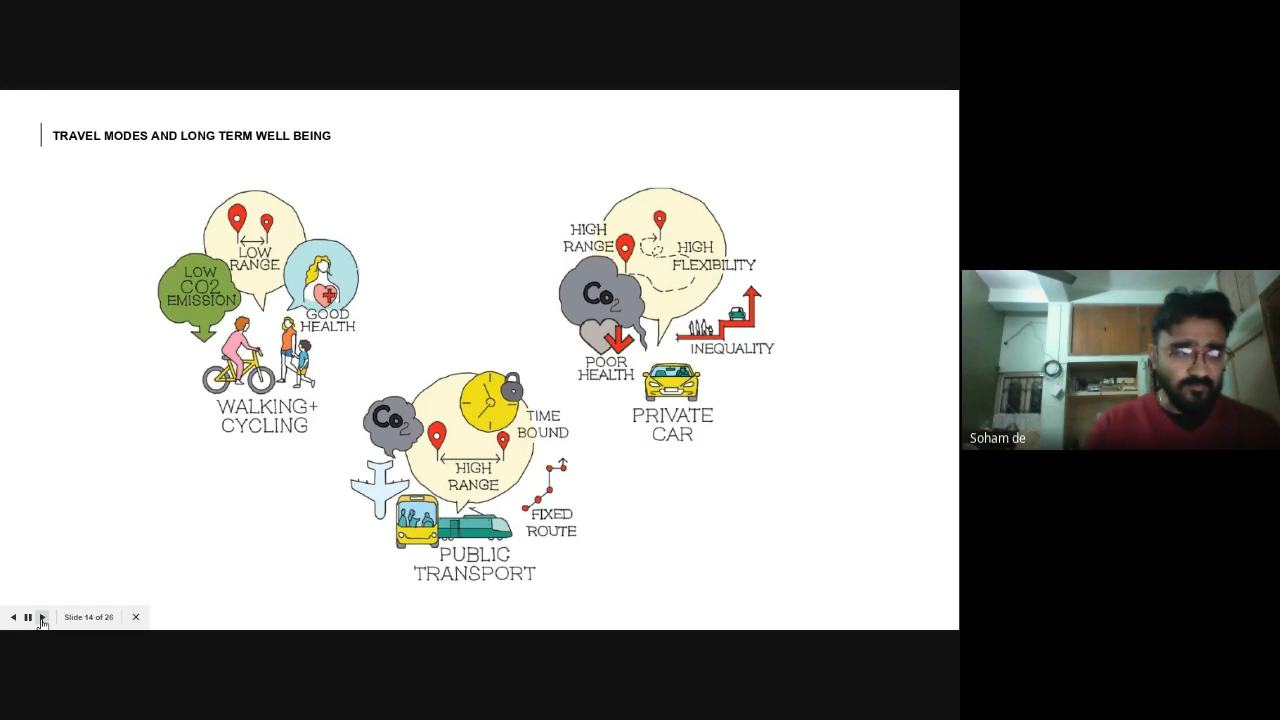 TRAVEL MODES AND LONG TERM WELL BEING
LOW
RANGE
LOW
CO2
EMISSION
GOOD
HEALTH
WALKING+
CYCLING
HIGH
RANGE
HIGH
FLEXIBILITY
Co2
POOR
HEALTH
INEQUALITY
PRIVATE
CAR
Co2
TIME
BOUND
HIGH
RANGE
FIXED
ROUTE
PUBLIC
TRANSPORT
Slide 14 of 26
Soham de